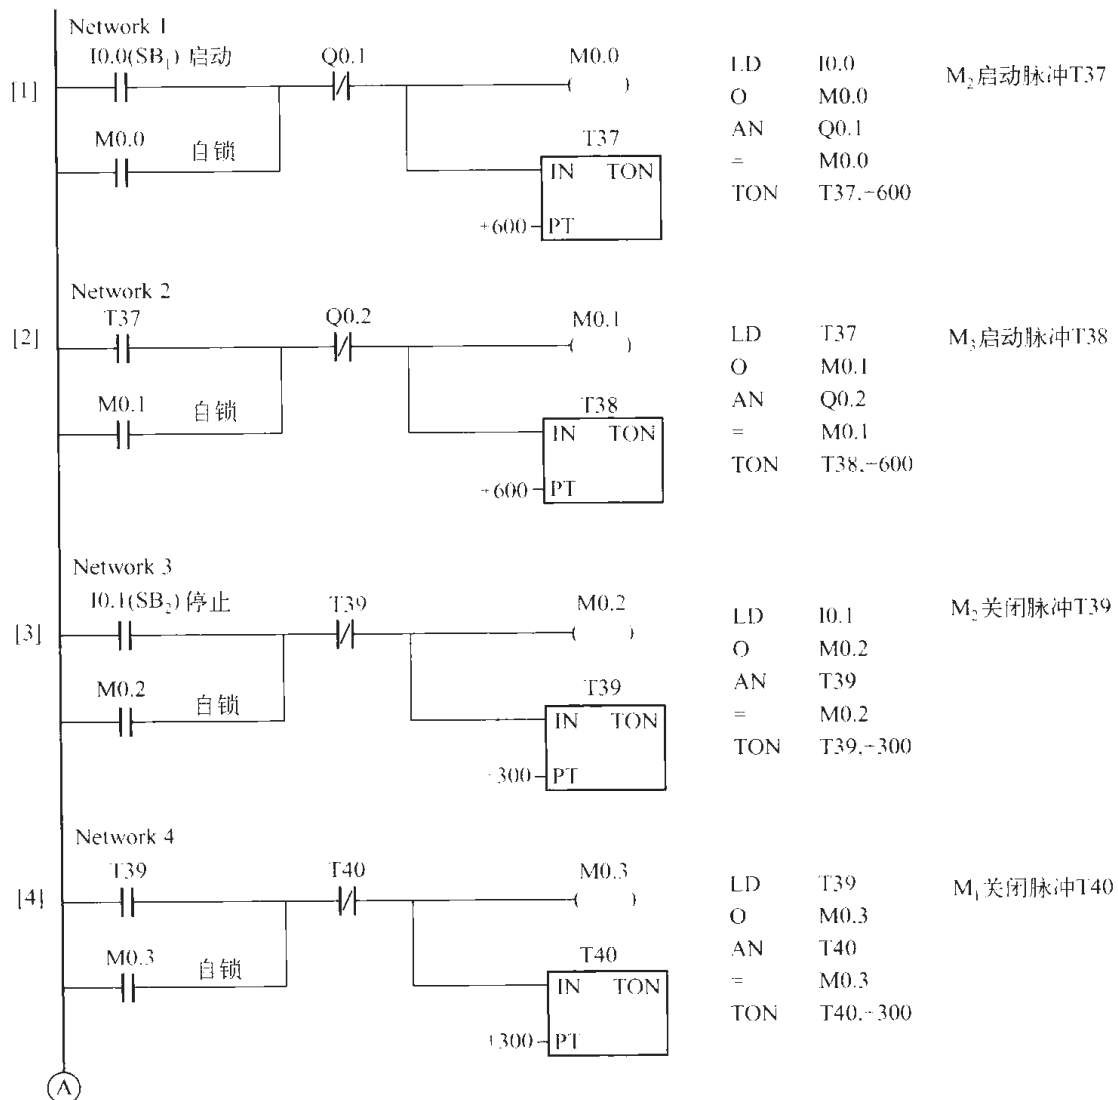 Network 1
I0.0(SB₁) 启动
Q0.1
M0.0
[1]
M0.0
自锁
T37
IN TON
+600
PT
LD I0.0
O M0.0
AN Q0.1
= M0.0
TON T37,+600
M₂启动脉冲T37
Network 2
T37
Q0.2
M0.1
[2]
M0.1
自锁
T38
IN TON
+600
PT
LD T37
O M0.1
AN Q0.2
= M0.1
TON T38,+600
M₃启动脉冲T38
Network 3
I0.1(SB₂) 停止
T39
M0.2
[3]
M0.2
自锁
T39
IN TON
+300
PT
LD I0.1
O M0.2
AN T39
= M0.2
TON T39,+300
M₂关闭脉冲T39
Network 4
T39
T40
M0.3
[4]
M0.3
自锁
T40
IN TON
+300
PT
LD T39
O M0.3
AN T40
= M0.3
TON T40,+300
M₁关闭脉冲T40
A